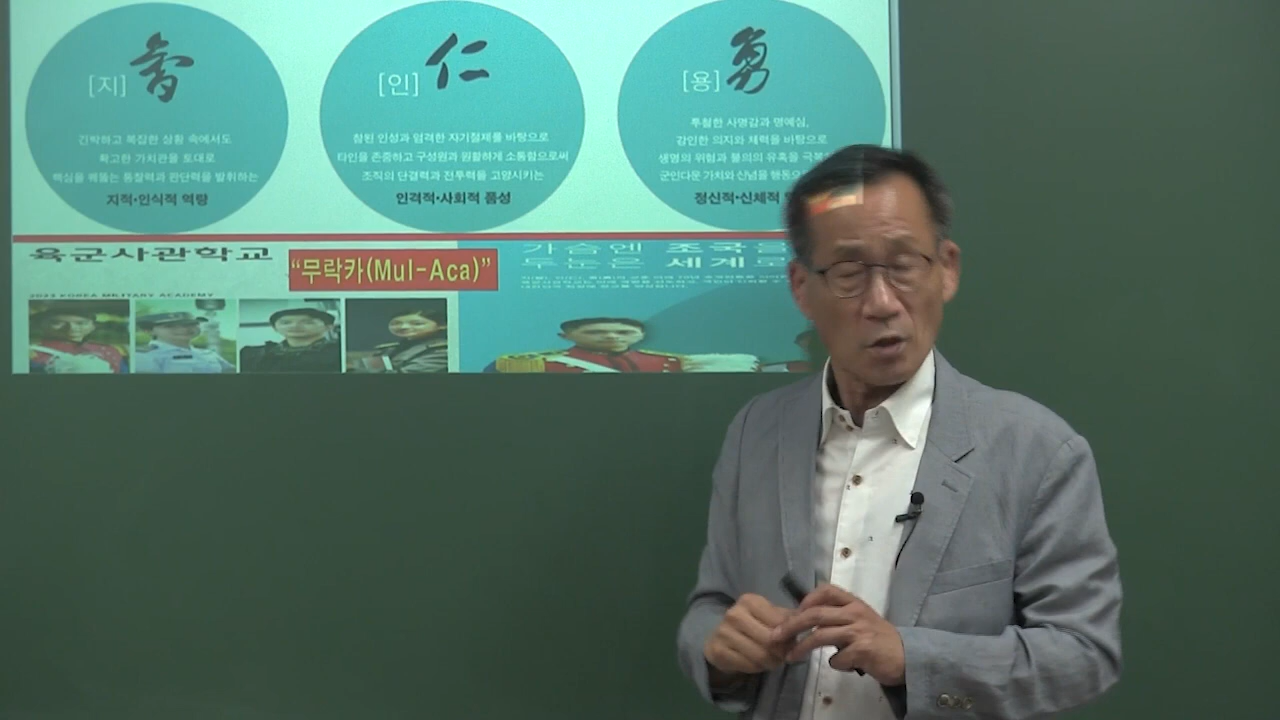 [지] 智
긴박하고 복잡한 상황 속에서도
확고한 가치관을 토대로
핵심을 꿰뚫는 통찰력과 판단력을 발휘하는
지적·인식적 역량
[인] 仁
참된 인성과 엄격한 자기절제를 바탕으로
타인을 존중하고 구성원과 원활하게 소통함으로써
조직의 단결력과 전투력을 고양시키는
인격적·사회적 품성
[용] 勇
투철한 사명감과 명예심,
강인한 의지와 체력을 바탕으로
생명의 위험과 불의의 유혹을
군인다운 가치와 신념을
정신적·신체적
육군사관학교
"무락카(Mul-Aca)"
2023 KOREA MILITARY ACADEMY
가슴엔 조국을
두눈은 세계로